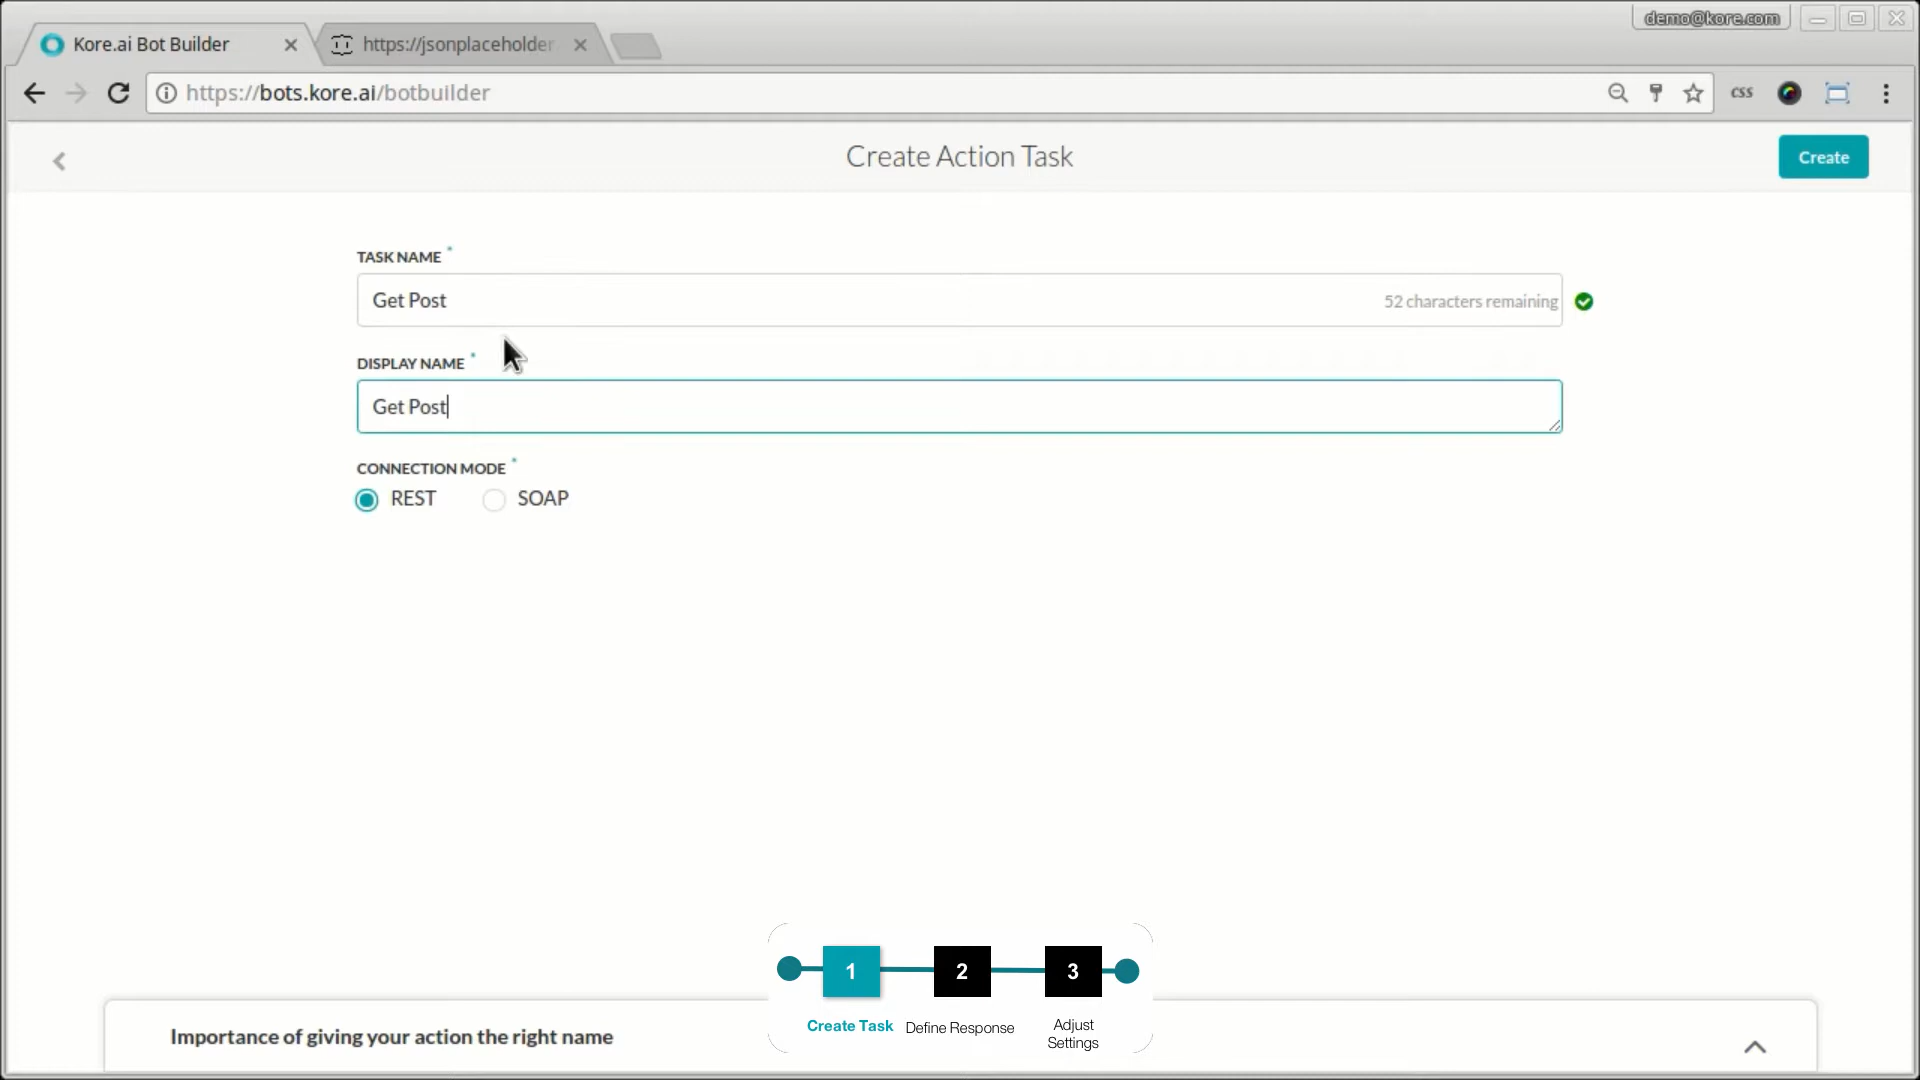 demo@kore.com
Kore.ai Bot Builder
https://jsonplaceholder
https://bots.kore.ai/botbuilder
CSS
Create Action Task
Create
TASK NAME *
Get Post
52 characters remaining
DISPLAY NAME *
Get Post
CONNECTION MODE *
REST
SOAP
1
2
3
Create Task
Define Response
Adjust
Settings
Importance of giving your action the right name